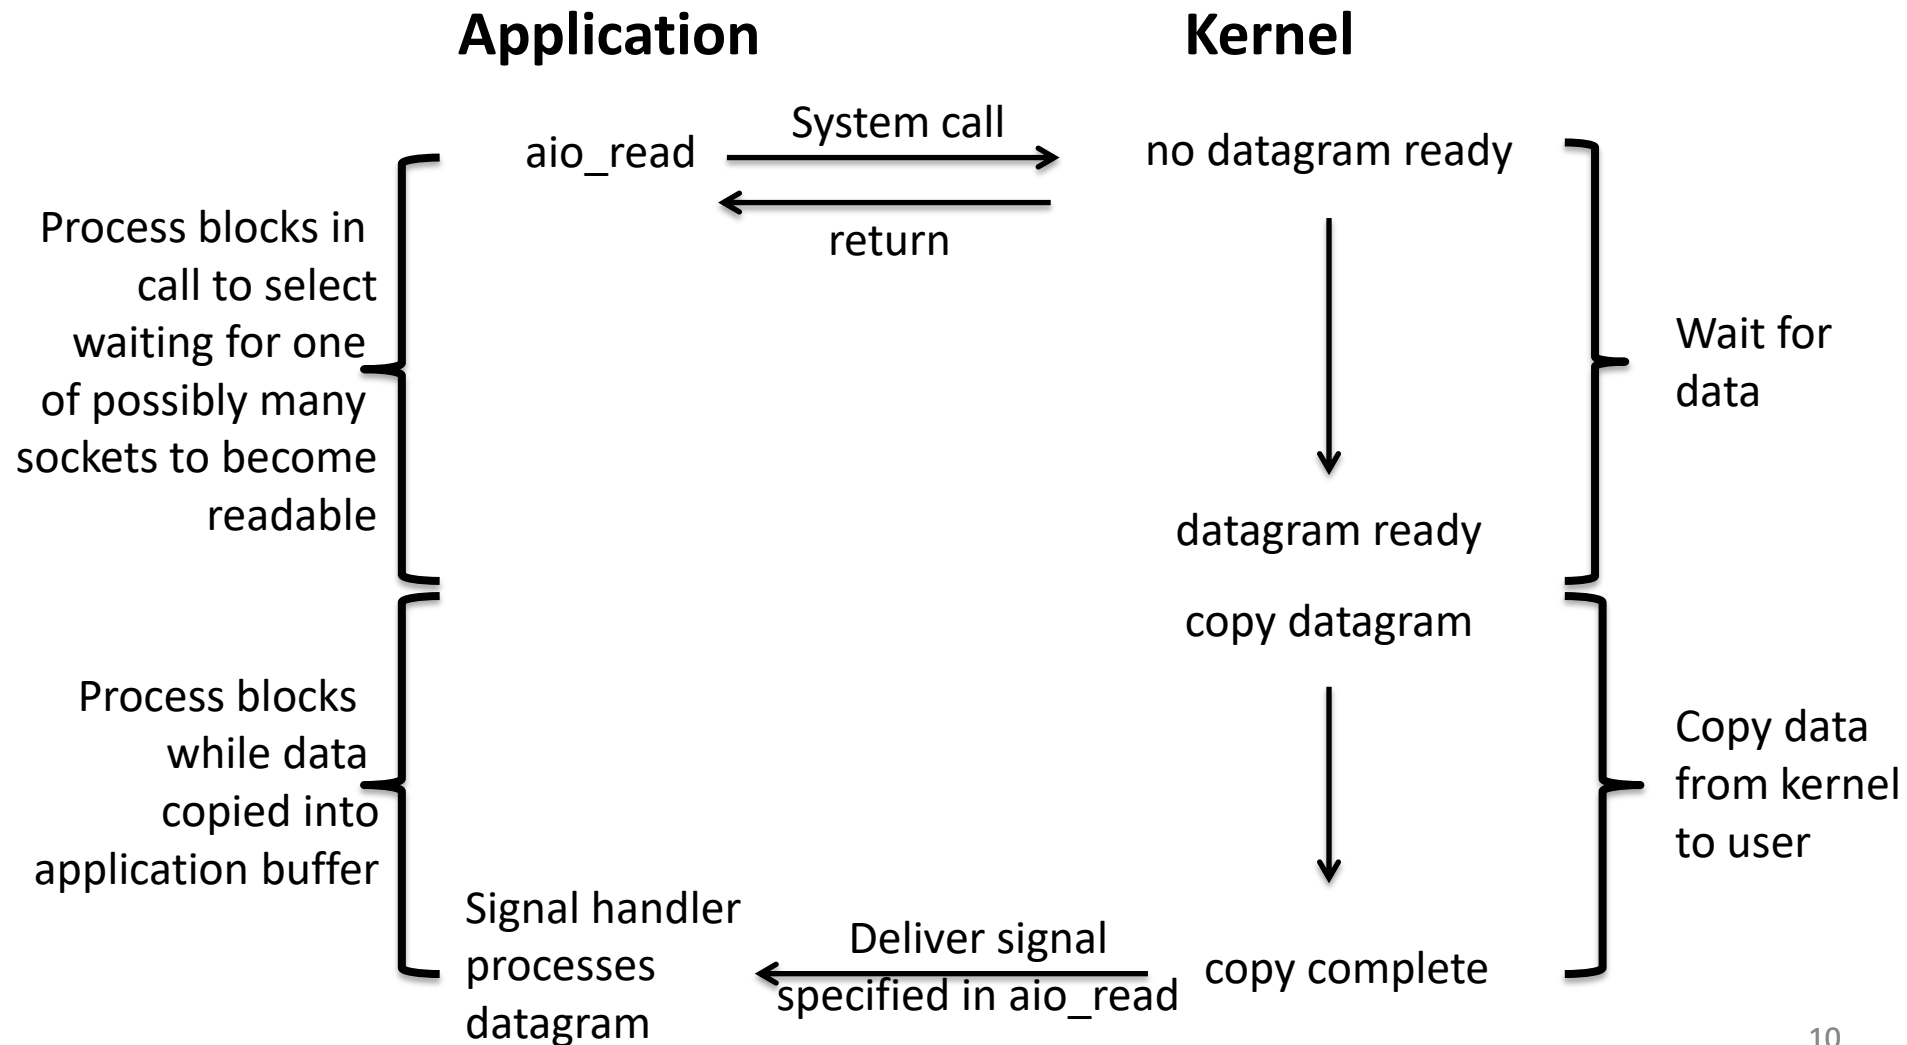 Application
Kernel
System call
aio_read
no datagram ready
return
Process blocks in
call to select
waiting for one
of possibly many
sockets to become
readable
Wait for
data
datagram ready
copy datagram
Process blocks
while data
copied into
application buffer
Copy data
from kernel
to user
Signal handler
processes
datagram
Deliver signal
specified in aio_read
copy complete
10